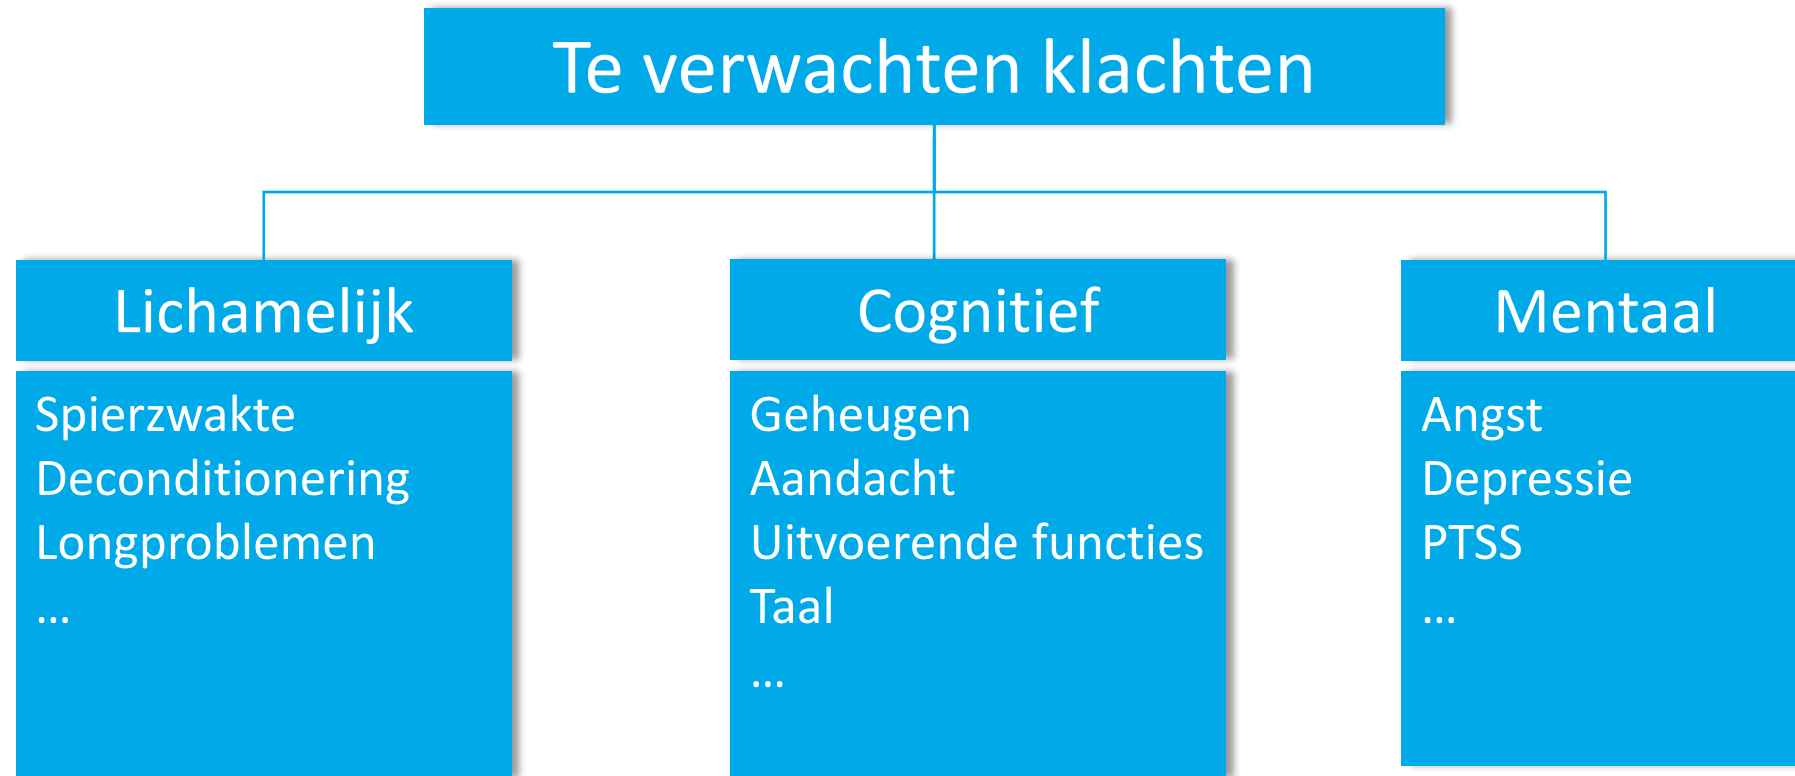 Te verwachten klachten
Lichamelijk
Spierzwakte
Deconditionering
Longproblemen
...
Cognitief
Geheugen
Aandacht
Uitvoerende functies
Taal
...
Mentaal
Angst
Depressie
PTSS
...